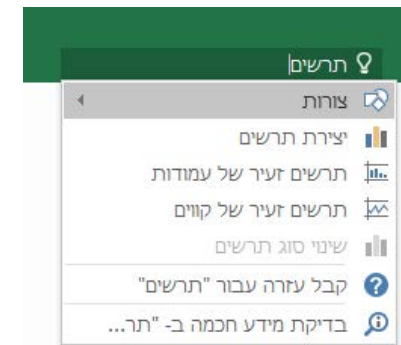 תרשים
צורות
יצירת תרשים
תרשים זעיר של עמודות
תרשים זעיר של קווים
שינוי סוג תרשים
קבל עזרה עבור "תרשים"
בדיקת מידע חכמה ב- "תר...